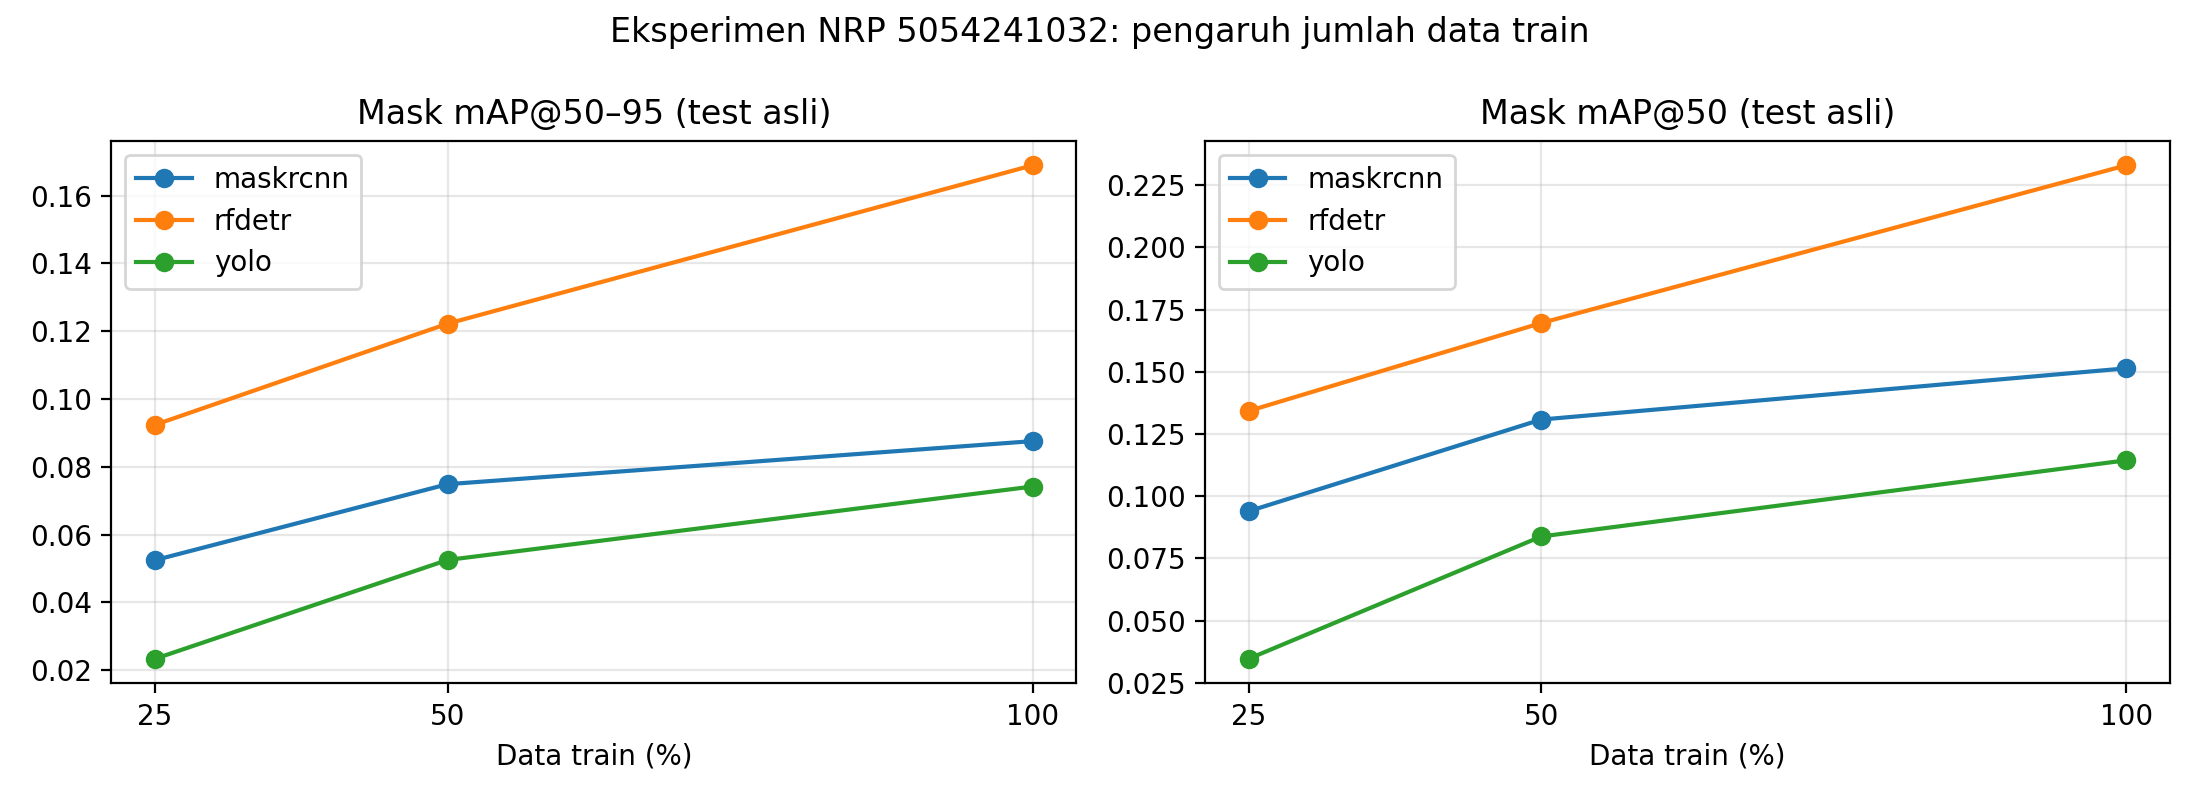 Eksperimen NRP 5054241032: pengaruh jumlah data train
Mask mAP@50–95 (test asli)
maskrcnn
rfdetr
yolo
0.16
0.14
0.12
0.10
0.08
0.06
0.04
0.02
25
50
100
Data train (%)
Mask mAP@50 (test asli)
maskrcnn
rfdetr
yolo
0.225
0.200
0.175
0.150
0.125
0.100
0.075
0.050
0.025
25
50
100
Data train (%)